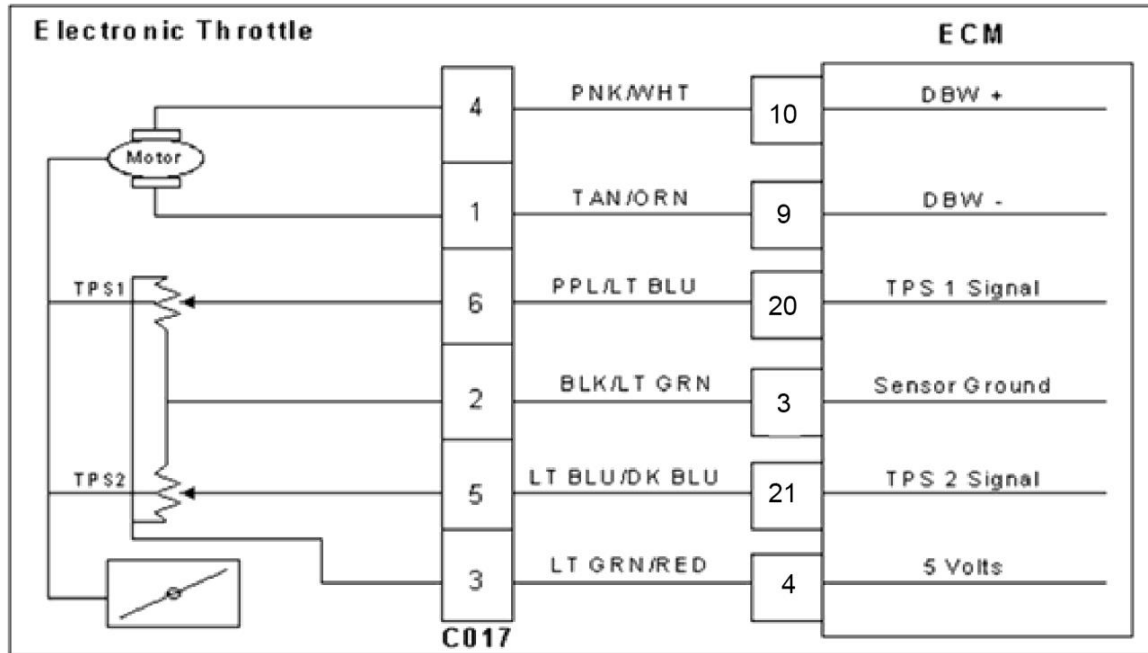 Electronic Throttle
ECM
4 PNK/WHT 10 DBW +
Motor
1 TAN/ORN 9 DBW -
TPS1 6 PPL/LT BLU 20 TPS 1 Signal
2 BLK/LT GRN 3 Sensor Ground
TPS2 5 LT BLU/DK BLU 21 TPS 2 Signal
3 LT GRN/RED 4 5 Volts
C017